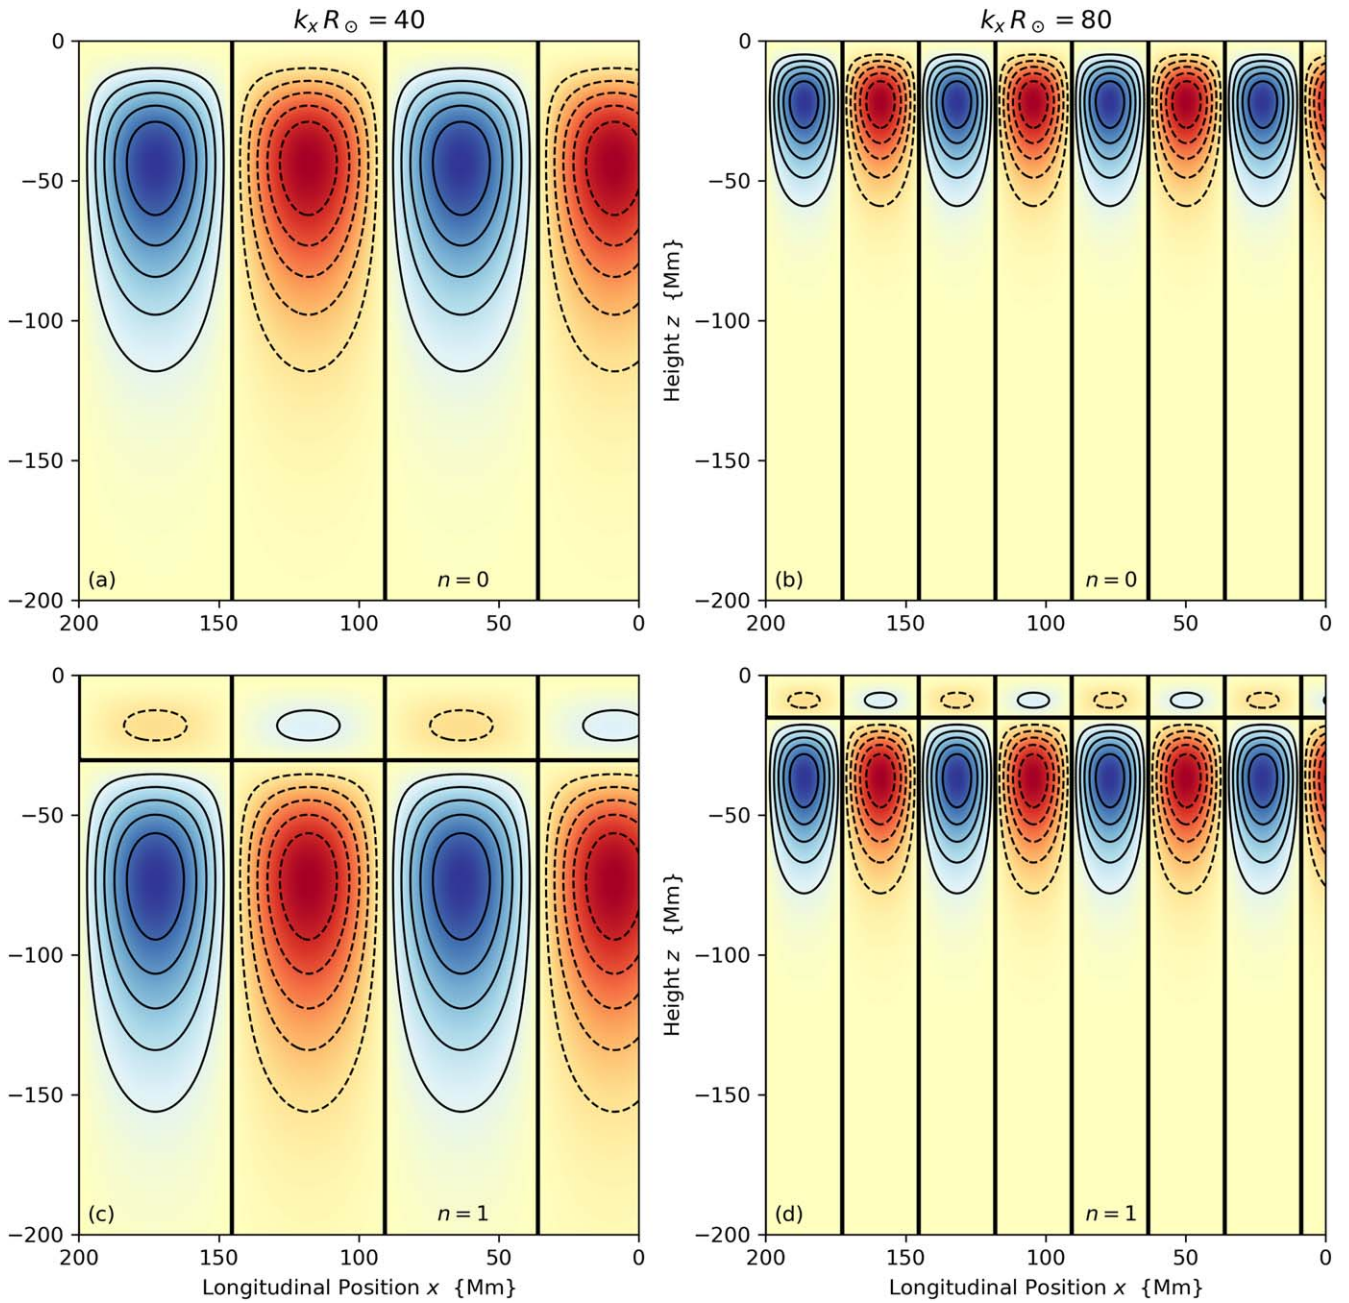 k_x R_⊙ = 40
k_x R_⊙ = 80
0
−50
−100
−150
−200
(a)
n = 0
200 150 100 50 0
Height z {Mm}
0
−50
−100
−150
−200
(b)
n = 0
200 150 100 50 0
0
−50
−100
−150
−200
(c)
n = 1
200 150 100 50 0
Longitudinal Position x {Mm}
Height z {Mm}
0
−50
−100
−150
−200
(d)
n = 1
200 150 100 50 0
Longitudinal Position x {Mm}